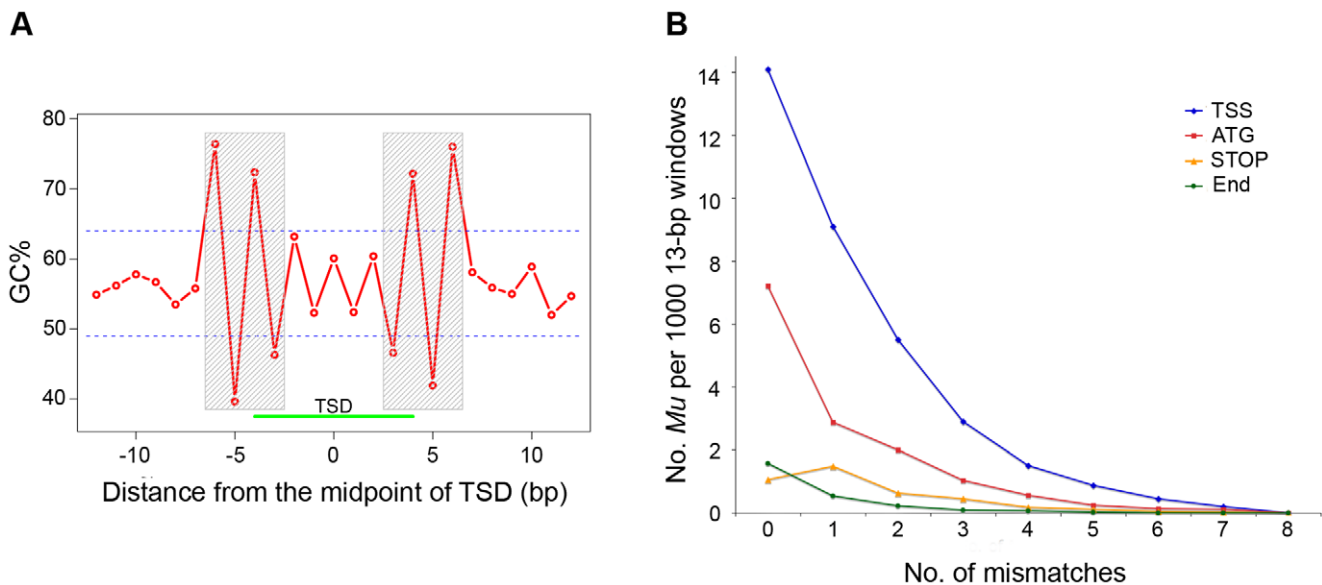 A
GC%
80
70
60
50
40
TSD
-10
-5
0
5
10
Distance from the midpoint of TSD (bp)
B
No. Mu per 1000 13-bp windows
14
12
10
8
6
4
2
0
TSS
ATG
STOP
End
0 1 2 3 4 5 6 7 8
No. of mismatches